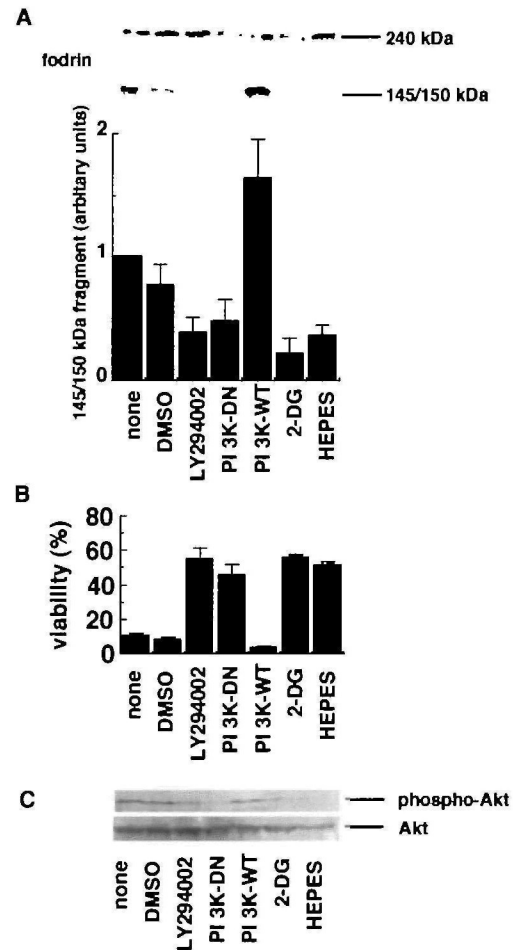 A
240 kDa
fodrin
145/150 kDa
145/150 kDa fragment (arbitary units)
2
1
0
none
DMSO
LY294002
PI 3K-DN
PI 3K-WT
2-DG
HEPES
B
viability (%)
80
60
40
20
0
none
DMSO
LY294002
PI 3K-DN
PI 3K-WT
2-DG
HEPES
C
phospho-Akt
Akt
none
DMSO
LY294002
PI 3K-DN
PI 3K-WT
2-DG
HEPES